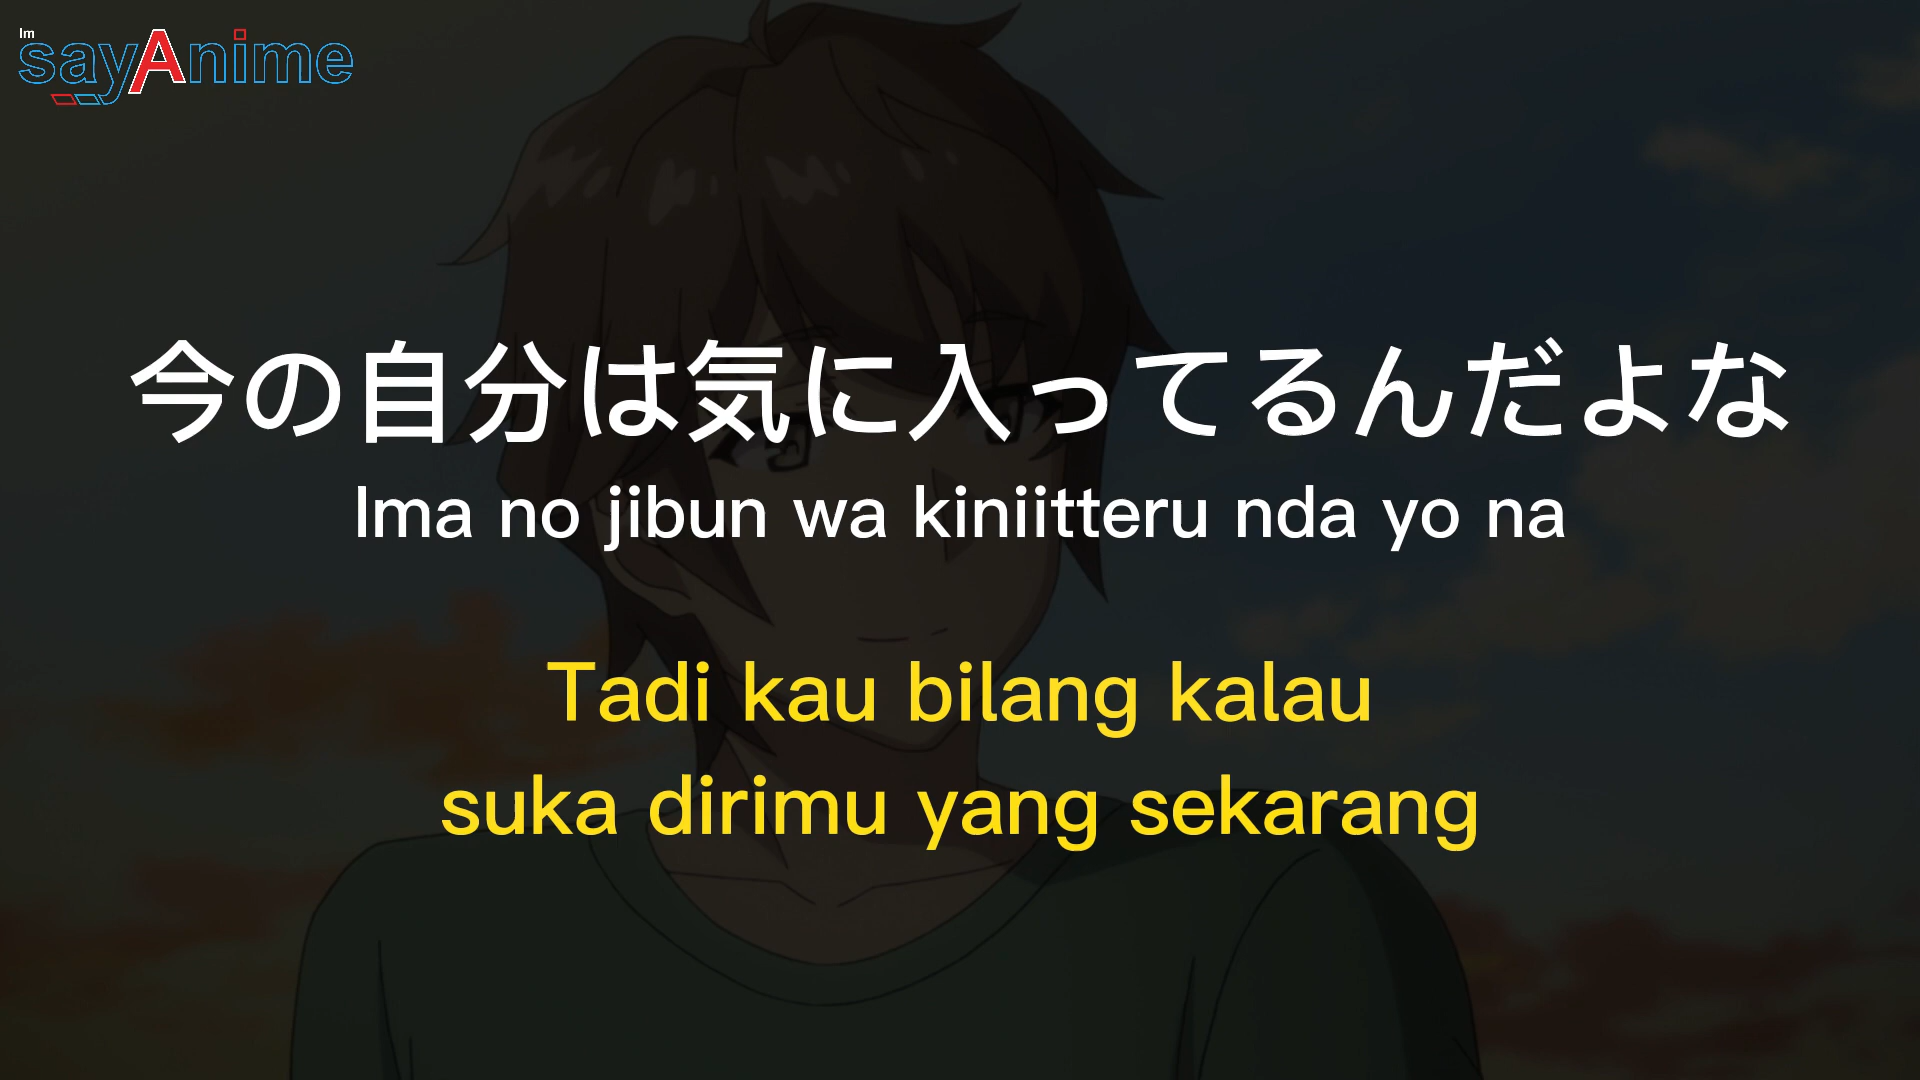 Im
sayAnime
今の自分は気に入ってるんだよな
Ima no jibun wa kiniitteru nda yo na
Tadi kau bilang kalau
suka dirimu yang sekarang